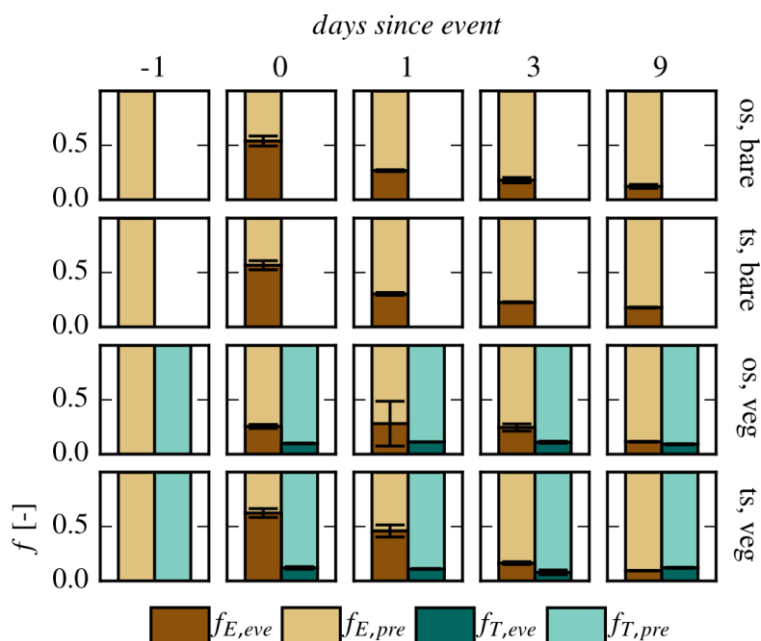 days since event
-1 0 1 3 9
0.5
0.0
os, bare
0.5
0.0
ts, bare
0.5
0.0
os, veg
0.5
0.0
ts, veg
f [-]
f_{E,eve} f_{E,pre} f_{T,eve} f_{T,pre}